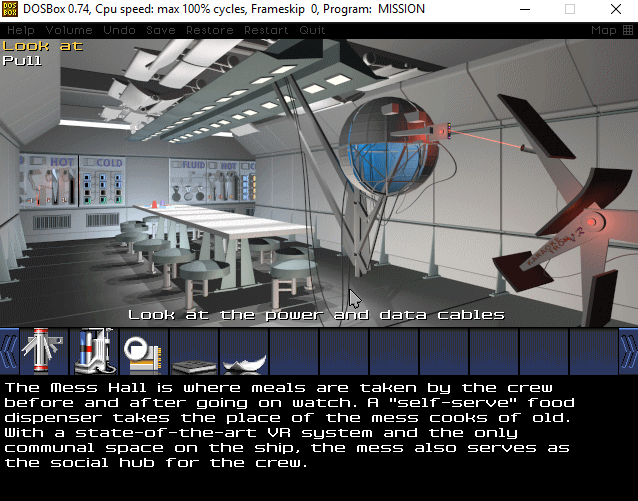 DOSBox 0.74, Cpu speed: max 100% cycles, Frameskip 0, Program: MISSION
Help Volume Undo Save Restore Restart Quit Map
Look at
Pull
HOT COLD FLUID HOT
Look at the power and data cables
The Mess Hall is where meals are taken by the crew
before and after going on watch. A "self-serve" food
dispenser takes the place of the mess cooks of old.
With a state-of-the-art VR system and the only
communal space on the ship, the mess also serves as
the social hub for the crew.